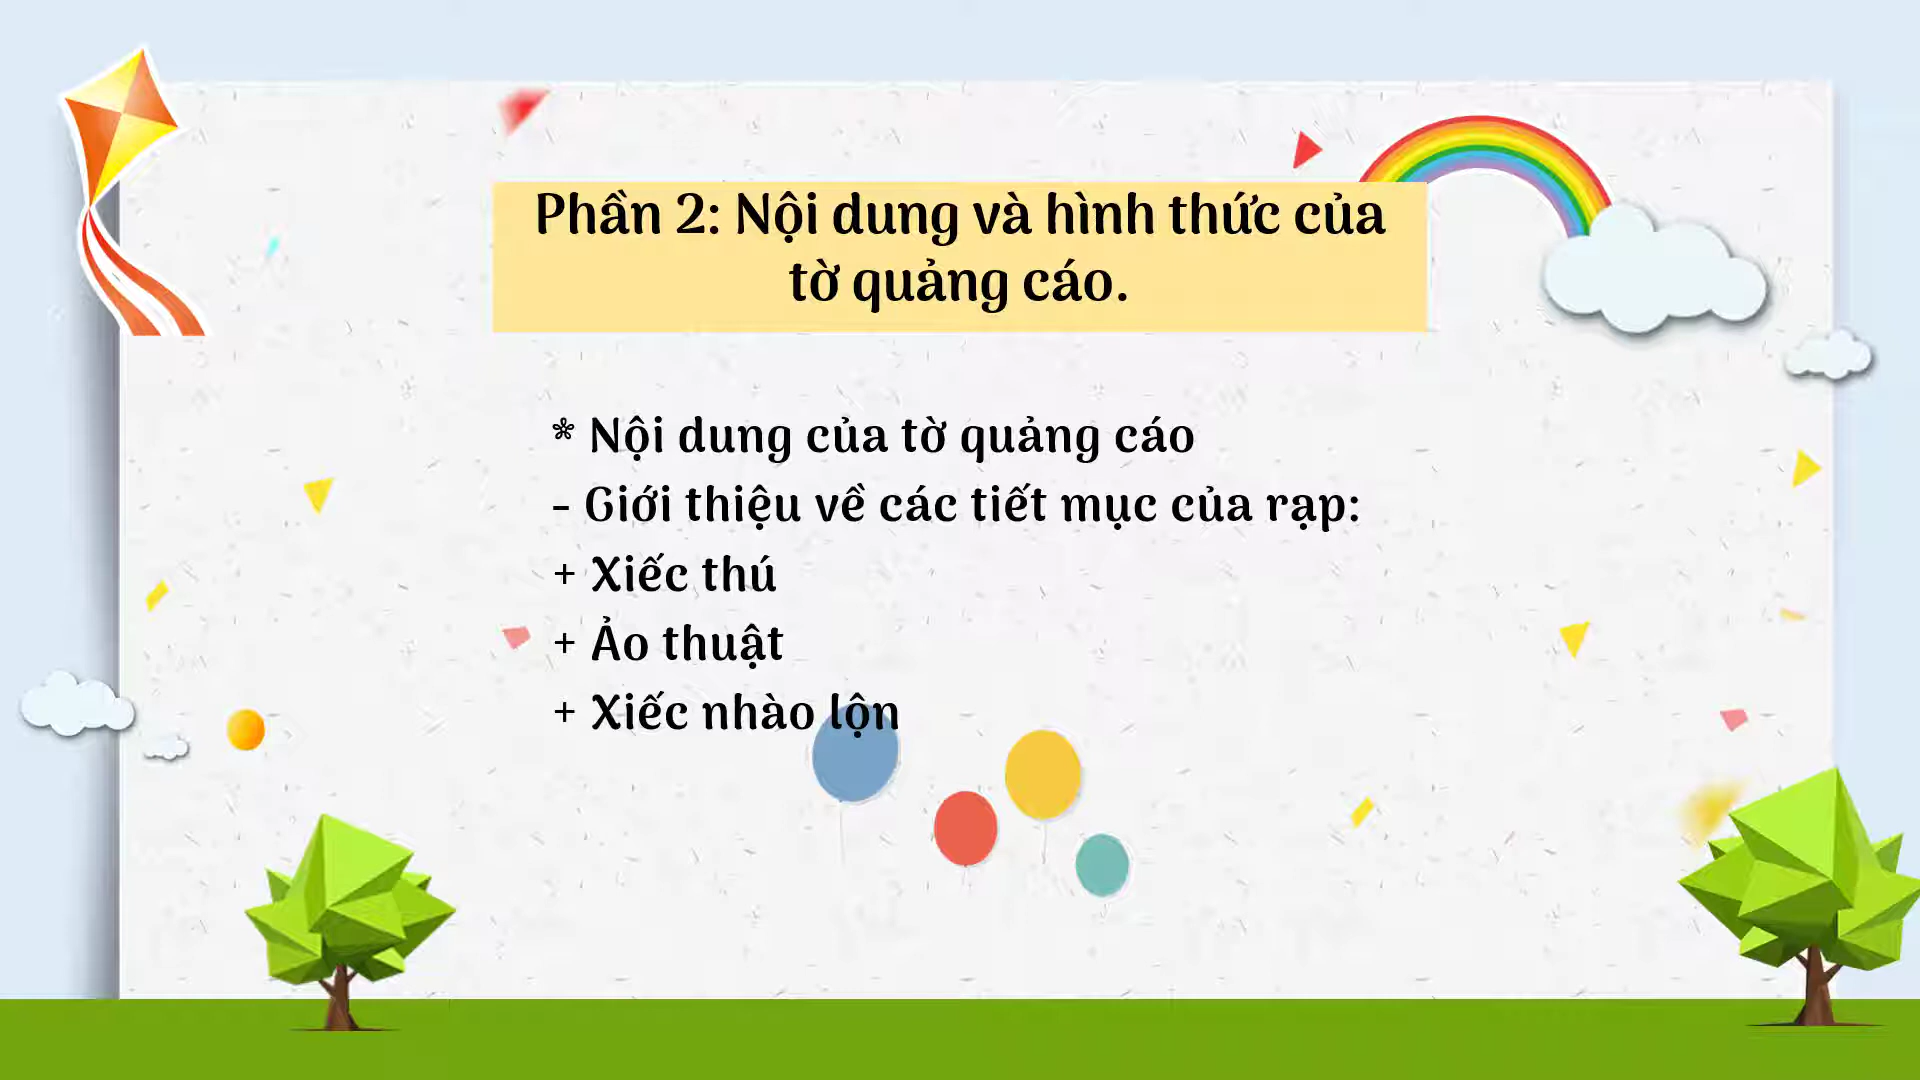 Phần 2: Nội dung và hình thức của
tờ quảng cáo.
* Nội dung của tờ quảng cáo
- Giới thiệu về các tiết mục của rạp:
+ Xiếc thú
+ Ảo thuật
+ Xiếc nhào lộn